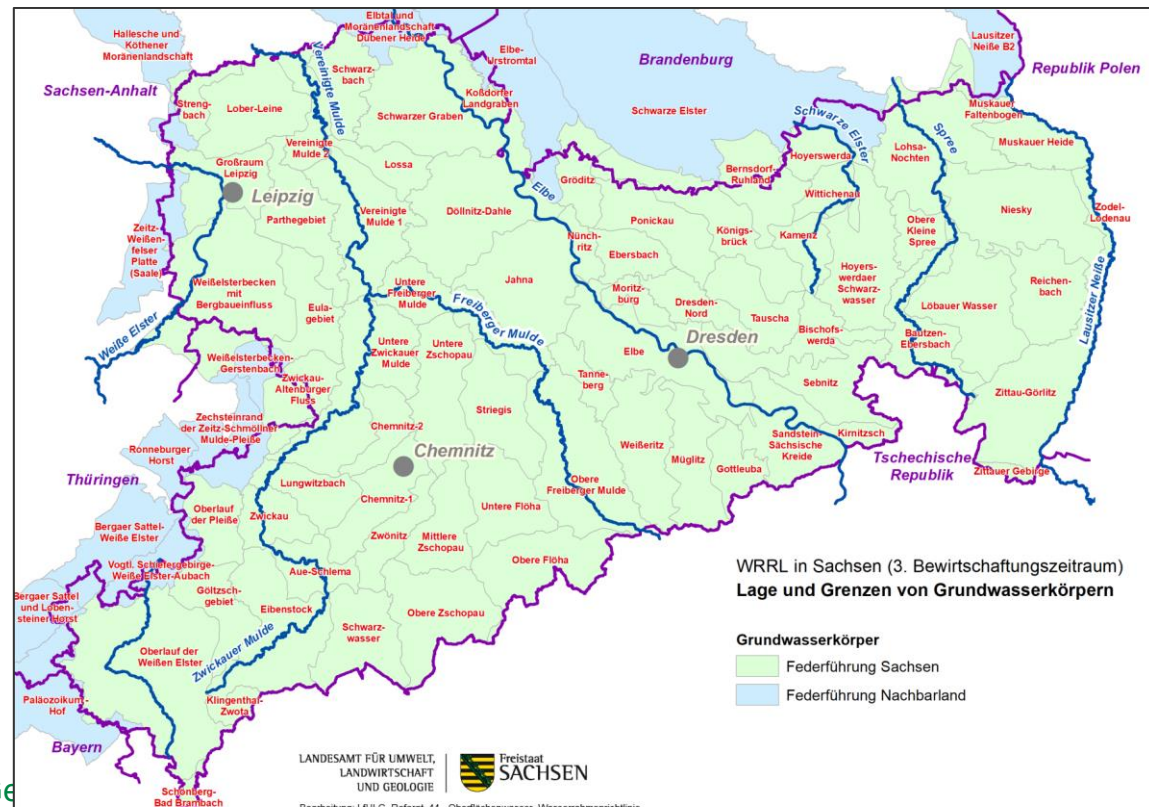 Hallesche und
Köthener
Moränenlandschaft
Elbtal und
Moränenlandschaft
Dübener Heide
Elbe-
Urstromtal
Brandenburg
Lausitzer
Neiße B2
Republik Polen
Sachsen-Anhalt
Streng-
bach
Lober-Leine
Vereinigte Mulde
Schwarz-
bach
Koßdorfer
Landgraben
Schwarzer Graben
Schwarze Elster
Schwarze Elster
Spree
Muskauer
Faltenbogen
Muskauer Heide
Vereinigte
Mulde 2
Großraum
Leipzig
Leipzig
Lossa
Gröditz
Elbe
Bernsdorf-
Ruhland
Hoyerswerda
Lohsa-
Nochten
Wittichenau
Parthegebiet
Vereinigte
Mulde 1
Döllnitz-Dahle
Ponickau
Königs-
brück
Kamenz
Obere
Kleine
Spree
Niesky
Zodel-
Lodenau
Zeitz-
Weißen-
felser
Platte
(Saale)
Nünch-
ritz
Ebersbach
Weißelsterbecken
mit
Bergbaueinfluss
Eula-
gebiet
Untere
Freiberger
Mulde
Jahna
Moritz-
burg
Dresden-
Nord
Tauscha
Hoyers-
werdaer
Schwarz-
wasser
Löbauer Wasser
Reichen-
bach
Lausitzer Neiße
Weiße Elster
Freiberger Mulde
Dresden
Bischofs-
werda
Bautzen-
Ebersbach
Weißelsterbecken-
Gerstenbach
Untere
Zwickauer
Mulde
Untere
Zschopau
Elbe
Tanne-
berg
Sebnitz
Zwickau-
Altenburger
Fluss
Zittau-Görlitz
Zechsteinrand
der Zeitz-Schmöllner
Mulde-Pleiße
Striegis
Chemnitz-2
Chemnitz
Weißeritz
Müglitz
Gottleuba
Sandstein-
Sächsische
Kreide
Kirnitzsch
Tschechische
Republik
Zittauer Gebirge
Ronneburger
Horst
Thüringen
Lungwitzbach
Chemnitz-1
Obere
Freiberger Mulde
Oberlauf
der Pleiße
Zwickau
Untere Flöha
Bergaer Sattel-
Weiße Elster
Zwönitz
Mittlere
Zschopau
Obere Flöha
Vogtl. Schiefergebirge-
Weiße Elster-Aubach
Aue-Schlema
Göltzsch-
gebiet
Eibenstock
Bergaer Sattel
und Loben-
steiner Horst
Obere Zschopau
Schwarz-
wasser
Zwickauer Mulde
Oberlauf der
Weißen Elster
Klingenthal-
Zwota
Paläozoikum-
Hof
Bayern
Schönberg-
Bad Brambach
WRRL in Sachsen (3. Bewirtschaftungszeitraum)
Lage und Grenzen von Grundwasserkörpern
Grundwasserkörper
Federführung Sachsen
Federführung Nachbarland
LANDESAMT FÜR UMWELT,
LANDWIRTSCHAFT
UND GEOLOGIE
Freistaat
SACHSEN